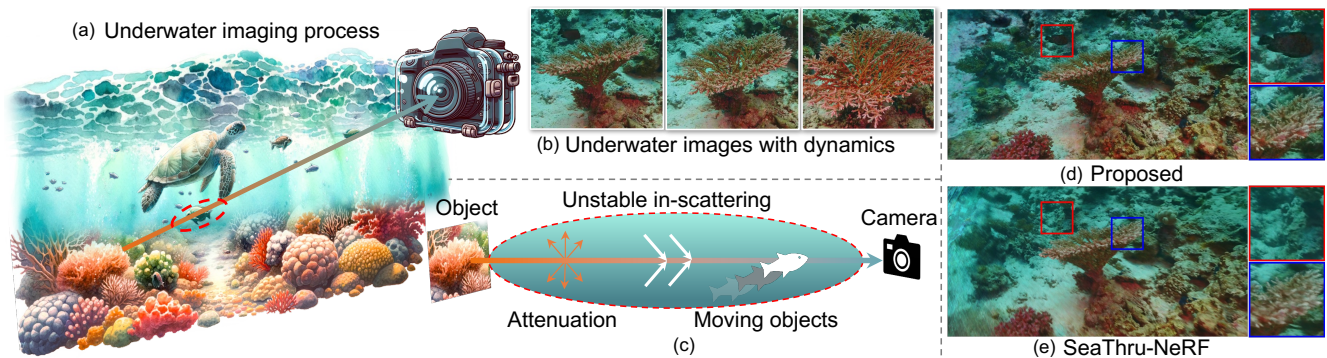 (a) Underwater imaging process
(b) Underwater images with dynamics
Object
Unstable in-scattering
Camera
Attenuation
Moving objects
(c)
(d) Proposed
(e) SeaThru-NeRF